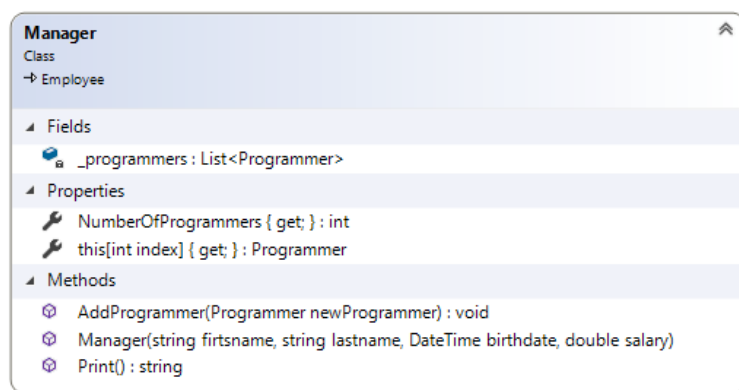 Manager
Class
Employee
Fields
_programmers : List<Programmer>
Properties
NumberOfProgrammers { get; } : int
this[int index] { get; } : Programmer
Methods
AddProgrammer(Programmer newProgrammer) : void
Manager(string firtsname, string lastname, DateTime birthdate, double salary)
Print() : string